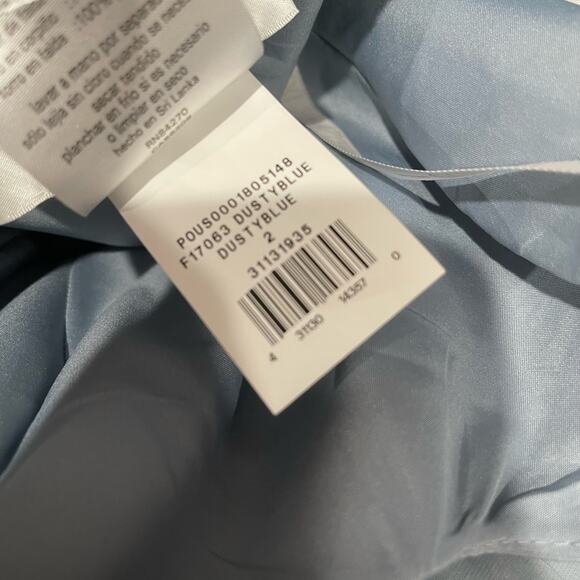 lavar a mano por separado
sólo lejía sin cloro cuando se necesite
secar tendido
planchar en frío si es necesario
o limpiar en seco
hecho en Sri Lanka
RN84270
POUS0001805148
F17063 DUSTYBLUE
DUSTYBLUE
2
31131935
4 31130 14357 0